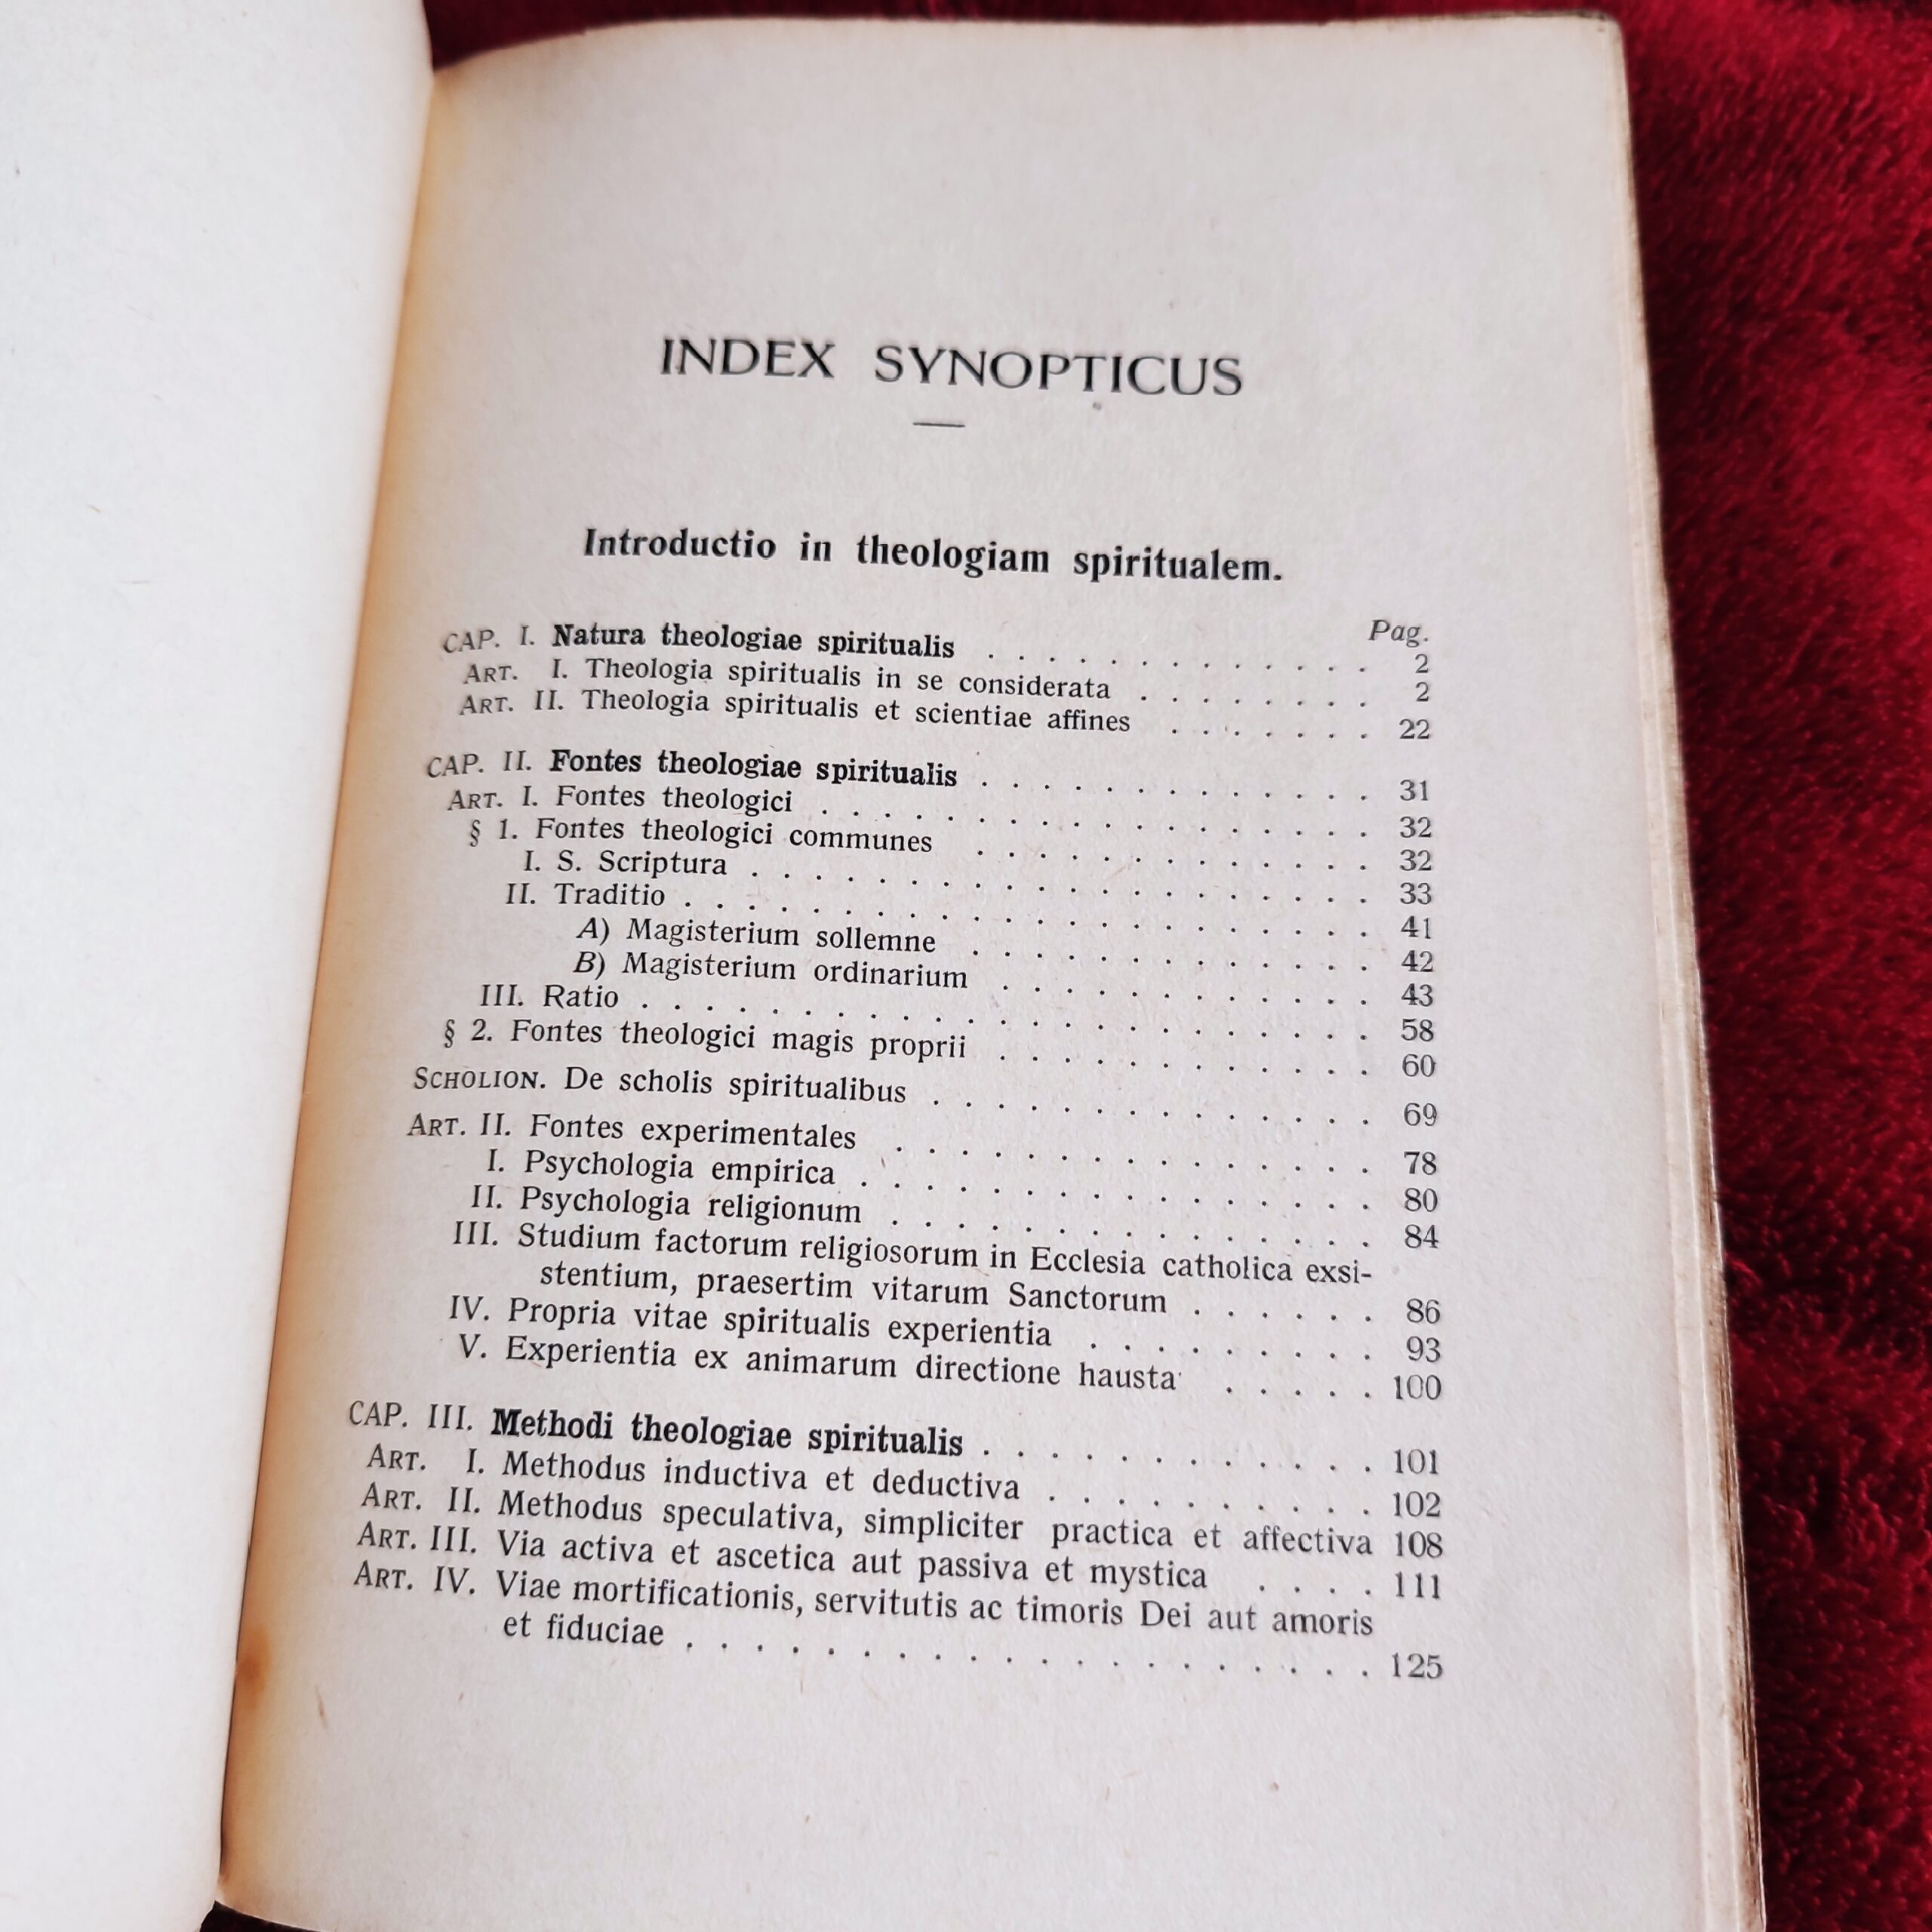 INDEX SYNOPTICUS
Introductio in theologiam spiritualem.
Pag.
CAP. I. Natura theologiae spiritualis . . . . . . . . . . . . . 2
ART. I. Theologia spiritualis in se considerata . . . . . . . . 2
ART. II. Theologia spiritualis et scientiae affines . . . . . . . 22
CAP. II. Fontes theologiae spiritualis . . . . . . . . . . . . . 31
ART. I. Fontes theologici . . . . . . . . . . . . . . . . . . 32
§ 1. Fontes theologici communes . . . . . . . . . . . . . 32
I. S. Scriptura . . . . . . . . . . . . . . . . . . . . 33
II. Traditio . . . . . . . . . . . . . . . . . . . . . . 41
A) Magisterium sollemne . . . . . . . . . . . . . 42
B) Magisterium ordinarium . . . . . . . . . . . . 43
III. Ratio . . . . . . . . . . . . . . . . . . . . . . . 58
§ 2. Fontes theologici magis proprii . . . . . . . . . . . . 60
SCHOLION. De scholis spiritualibus . . . . . . . . . . . . . . 69
ART. II. Fontes experimentales . . . . . . . . . . . . . . . 78
I. Psychologia empirica . . . . . . . . . . . . . . . . 80
II. Psychologia religionum . . . . . . . . . . . . . . . 84
III. Studium factorum religiosorum in Ecclesia catholica exsi-
stentium, praesertim vitarum Sanctorum . . . . . . 86
IV. Propria vitae spiritualis experientia . . . . . . . . . 93
V. Experientia ex animarum directione hausta . . . . . 100
CAP. III. Methodi theologiae spiritualis . . . . . . . . . . . . 101
ART. I. Methodus inductiva et deductiva . . . . . . . . . . 102
ART. II. Methodus speculativa, simpliciter practica et affectiva 108
ART. III. Via activa et ascetica aut passiva et mystica . . . . 111
ART. IV. Viae mortificationis, servitutis ac timoris Dei aut amoris
et fiduciae . . . . . . . . . . . . . . . . . . . . 125